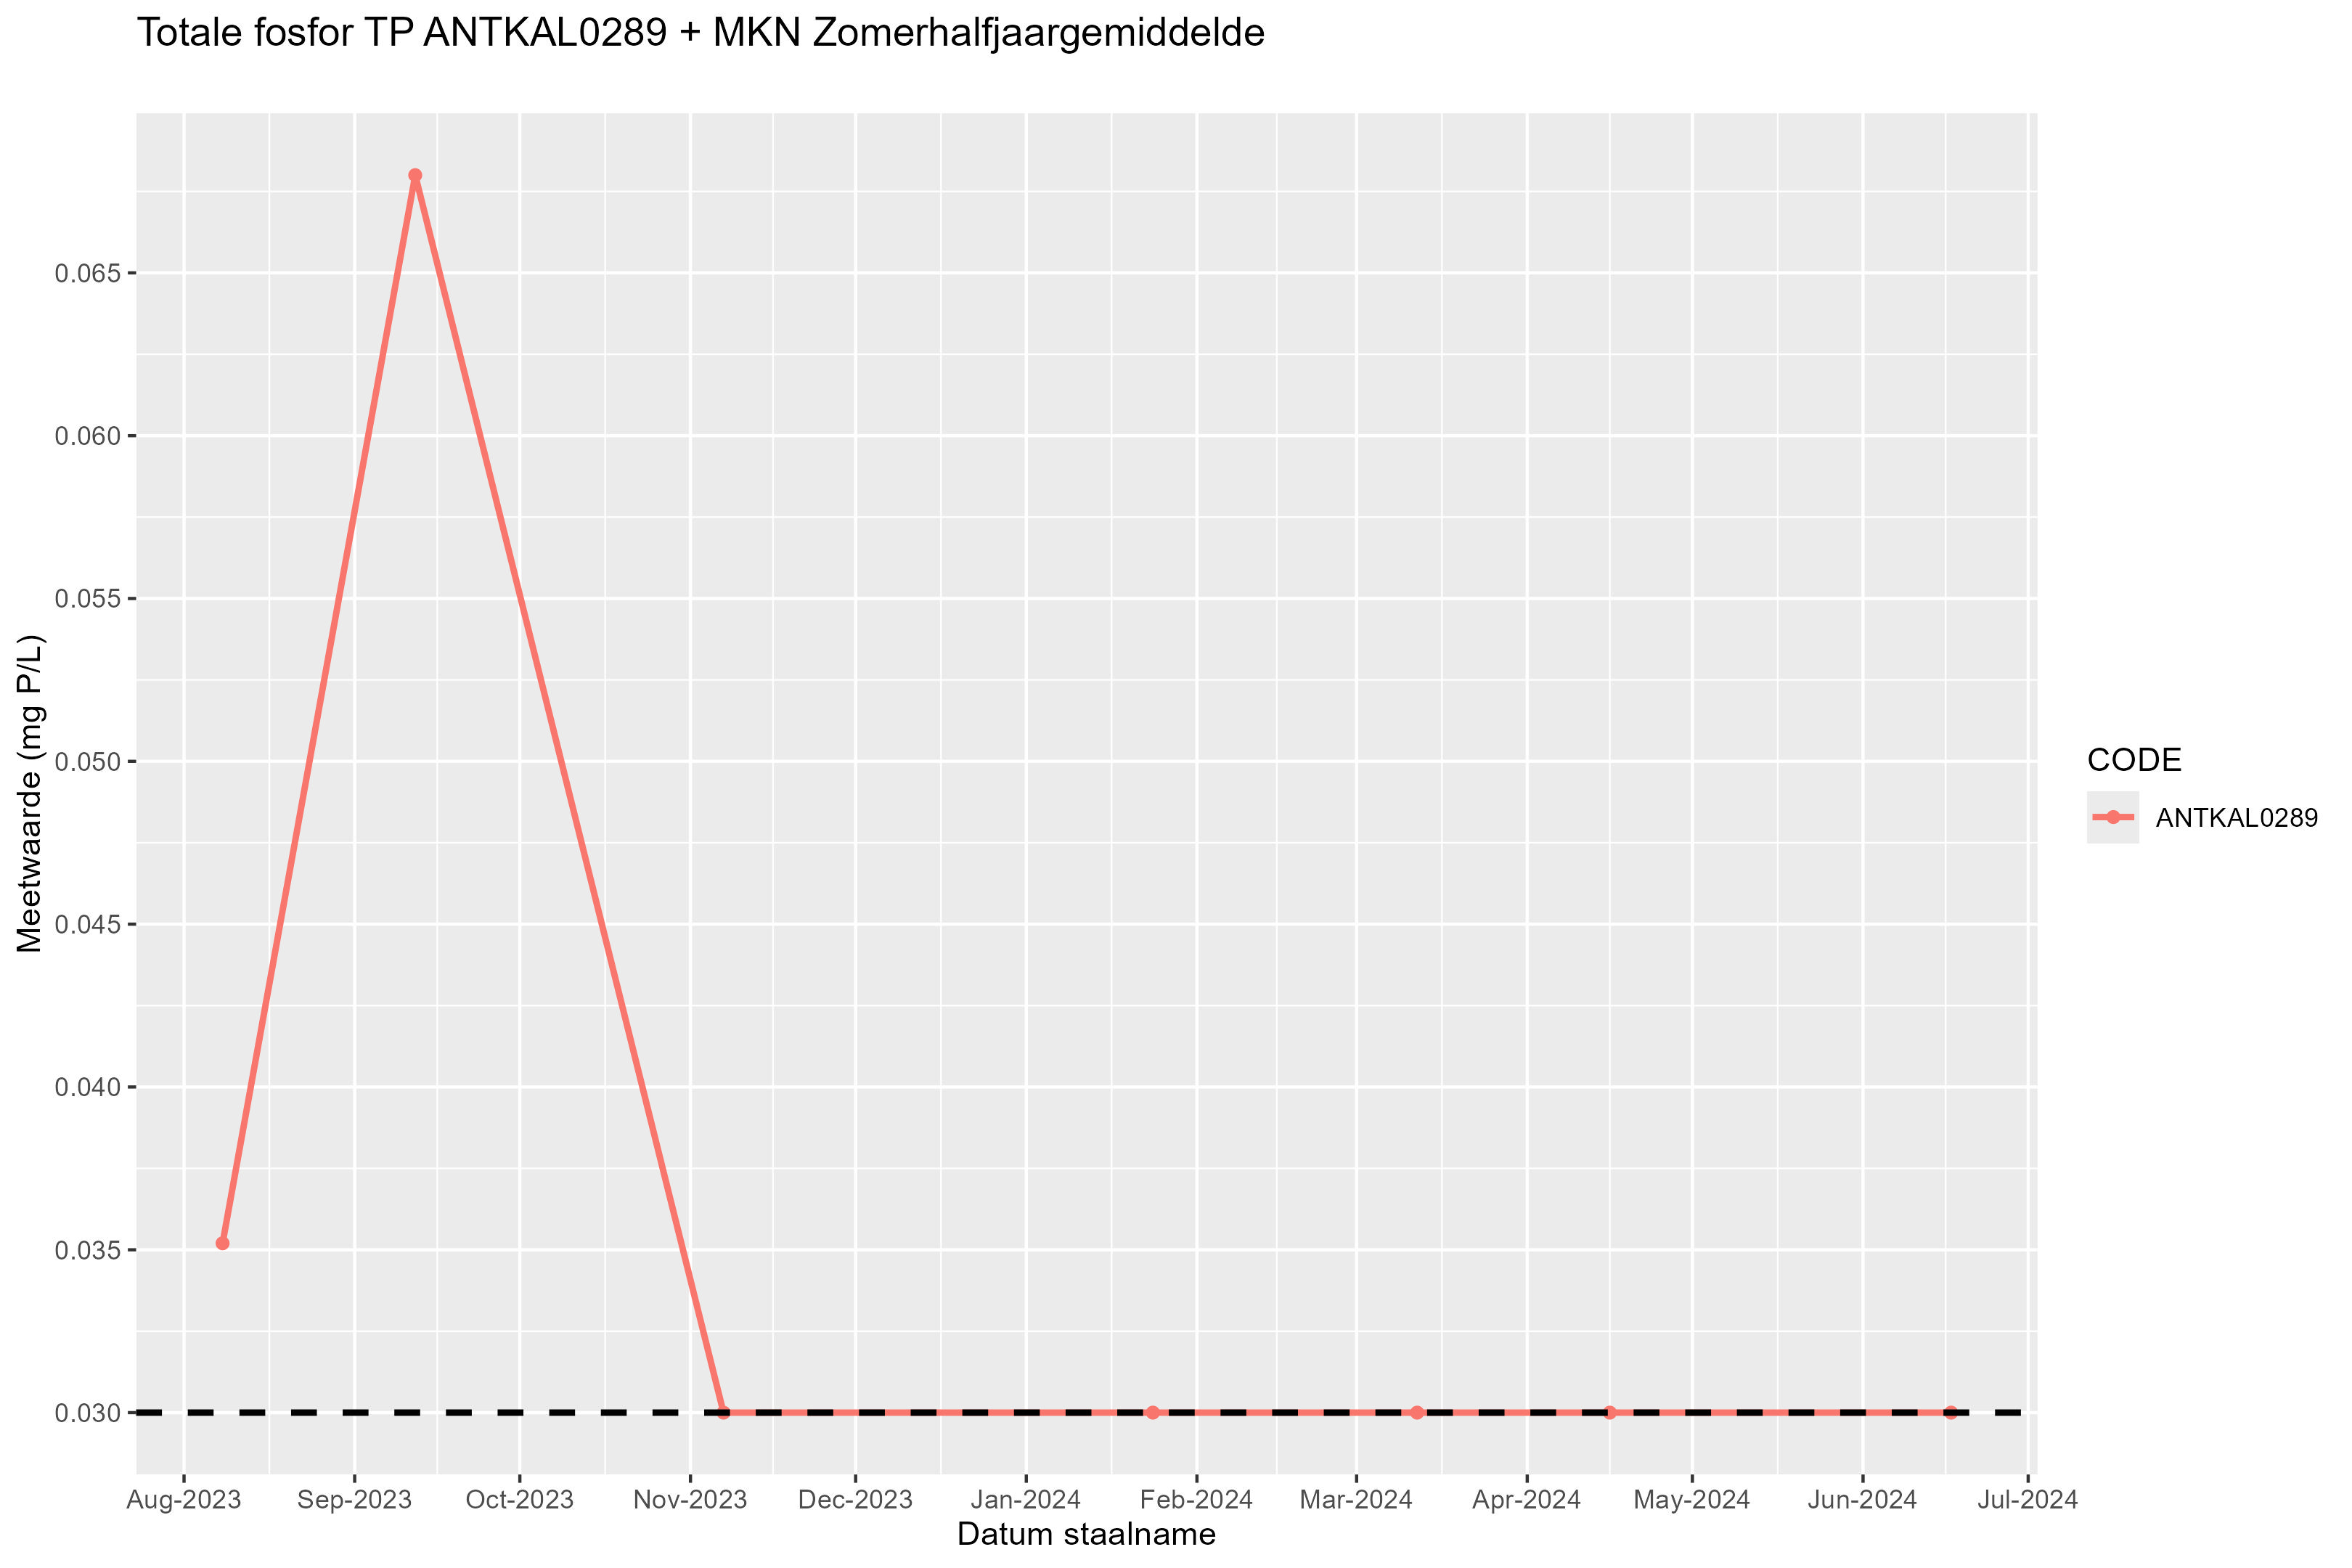 Totale fosfor TP ANTKAL0289 + MKN Zomerhalfjaargemiddelde
Meetwaarde (mg P/L)
0.065
0.060
0.055
0.050
0.045
0.040
0.035
0.030
Aug-2023 Sep-2023 Oct-2023 Nov-2023 Dec-2023 Jan-2024 Feb-2024 Mar-2024 Apr-2024 May-2024 Jun-2024 Jul-2024
Datum staalname
CODE
ANTKAL0289